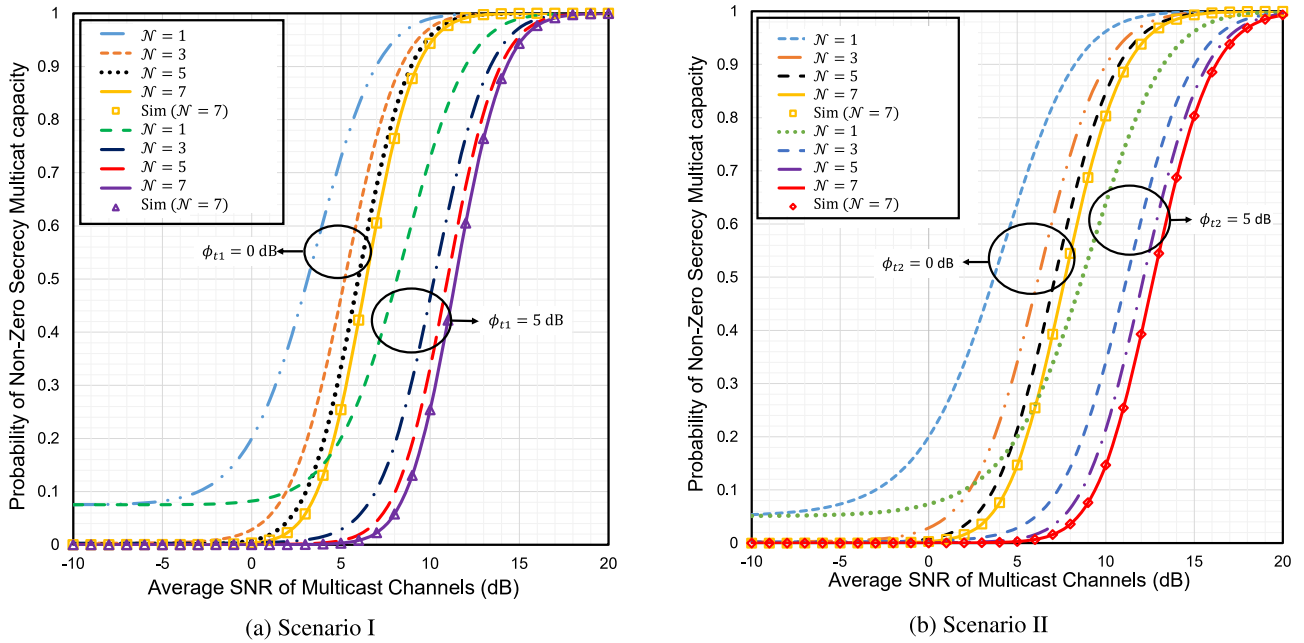 Probability of Non-Zero Secrecy Multicat capacity
1
0.9
0.8
0.7
0.6
0.5
0.4
0.3
0.2
0.1
0
𝒩 = 1
𝒩 = 3
𝒩 = 5
𝒩 = 7
Sim (𝒩 = 7)
𝒩 = 1
𝒩 = 3
𝒩 = 5
𝒩 = 7
Sim (𝒩 = 7)
ϕt1 = 0 dB
ϕt1 = 5 dB
-10 -5 0 5 10 15 20
Average SNR of Multicast Channels (dB)
(a) Scenario I
Probability of Non-Zero Secrecy Multicat capacity
1
0.9
0.8
0.7
0.6
0.5
0.4
0.3
0.2
0.1
0
𝒩 = 1
𝒩 = 3
𝒩 = 5
𝒩 = 7
Sim (𝒩 = 7)
𝒩 = 1
𝒩 = 3
𝒩 = 5
𝒩 = 7
Sim (𝒩 = 7)
ϕt2 = 5 dB
ϕt2 = 0 dB
-10 -5 0 5 10 15 20
Average SNR of Multicast Channels (dB)
(b) Scenario II